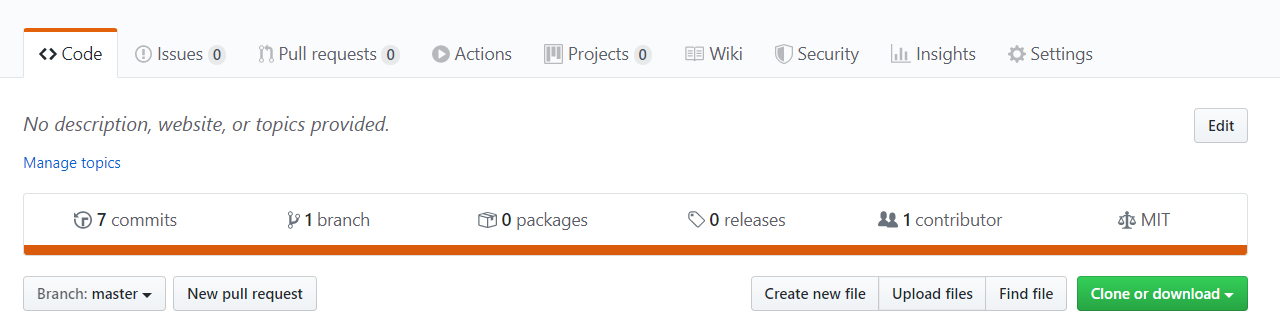 Code Issues 0 Pull requests 0 Actions Projects 0 Wiki Security Insights Settings
No description, website, or topics provided. Edit
Manage topics
7 commits 1 branch 0 packages 0 releases 1 contributor MIT
Branch: master New pull request Create new file Upload files Find file Clone or download